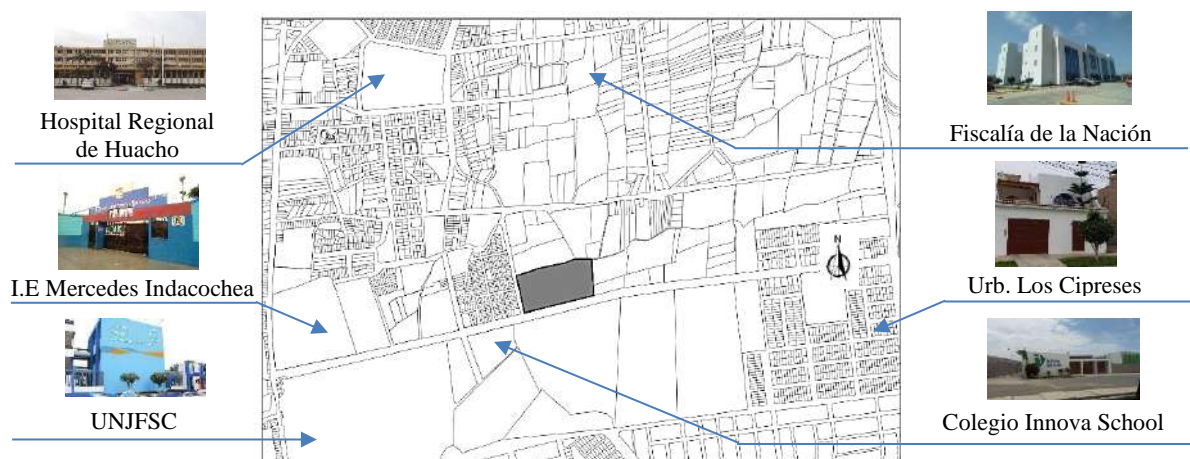 Hospital Regional
de Huacho
I.E Mercedes Indacochea
UNJFSC
N
Fiscalía de la Nación
Urb. Los Cipreses
Colegio Innova School